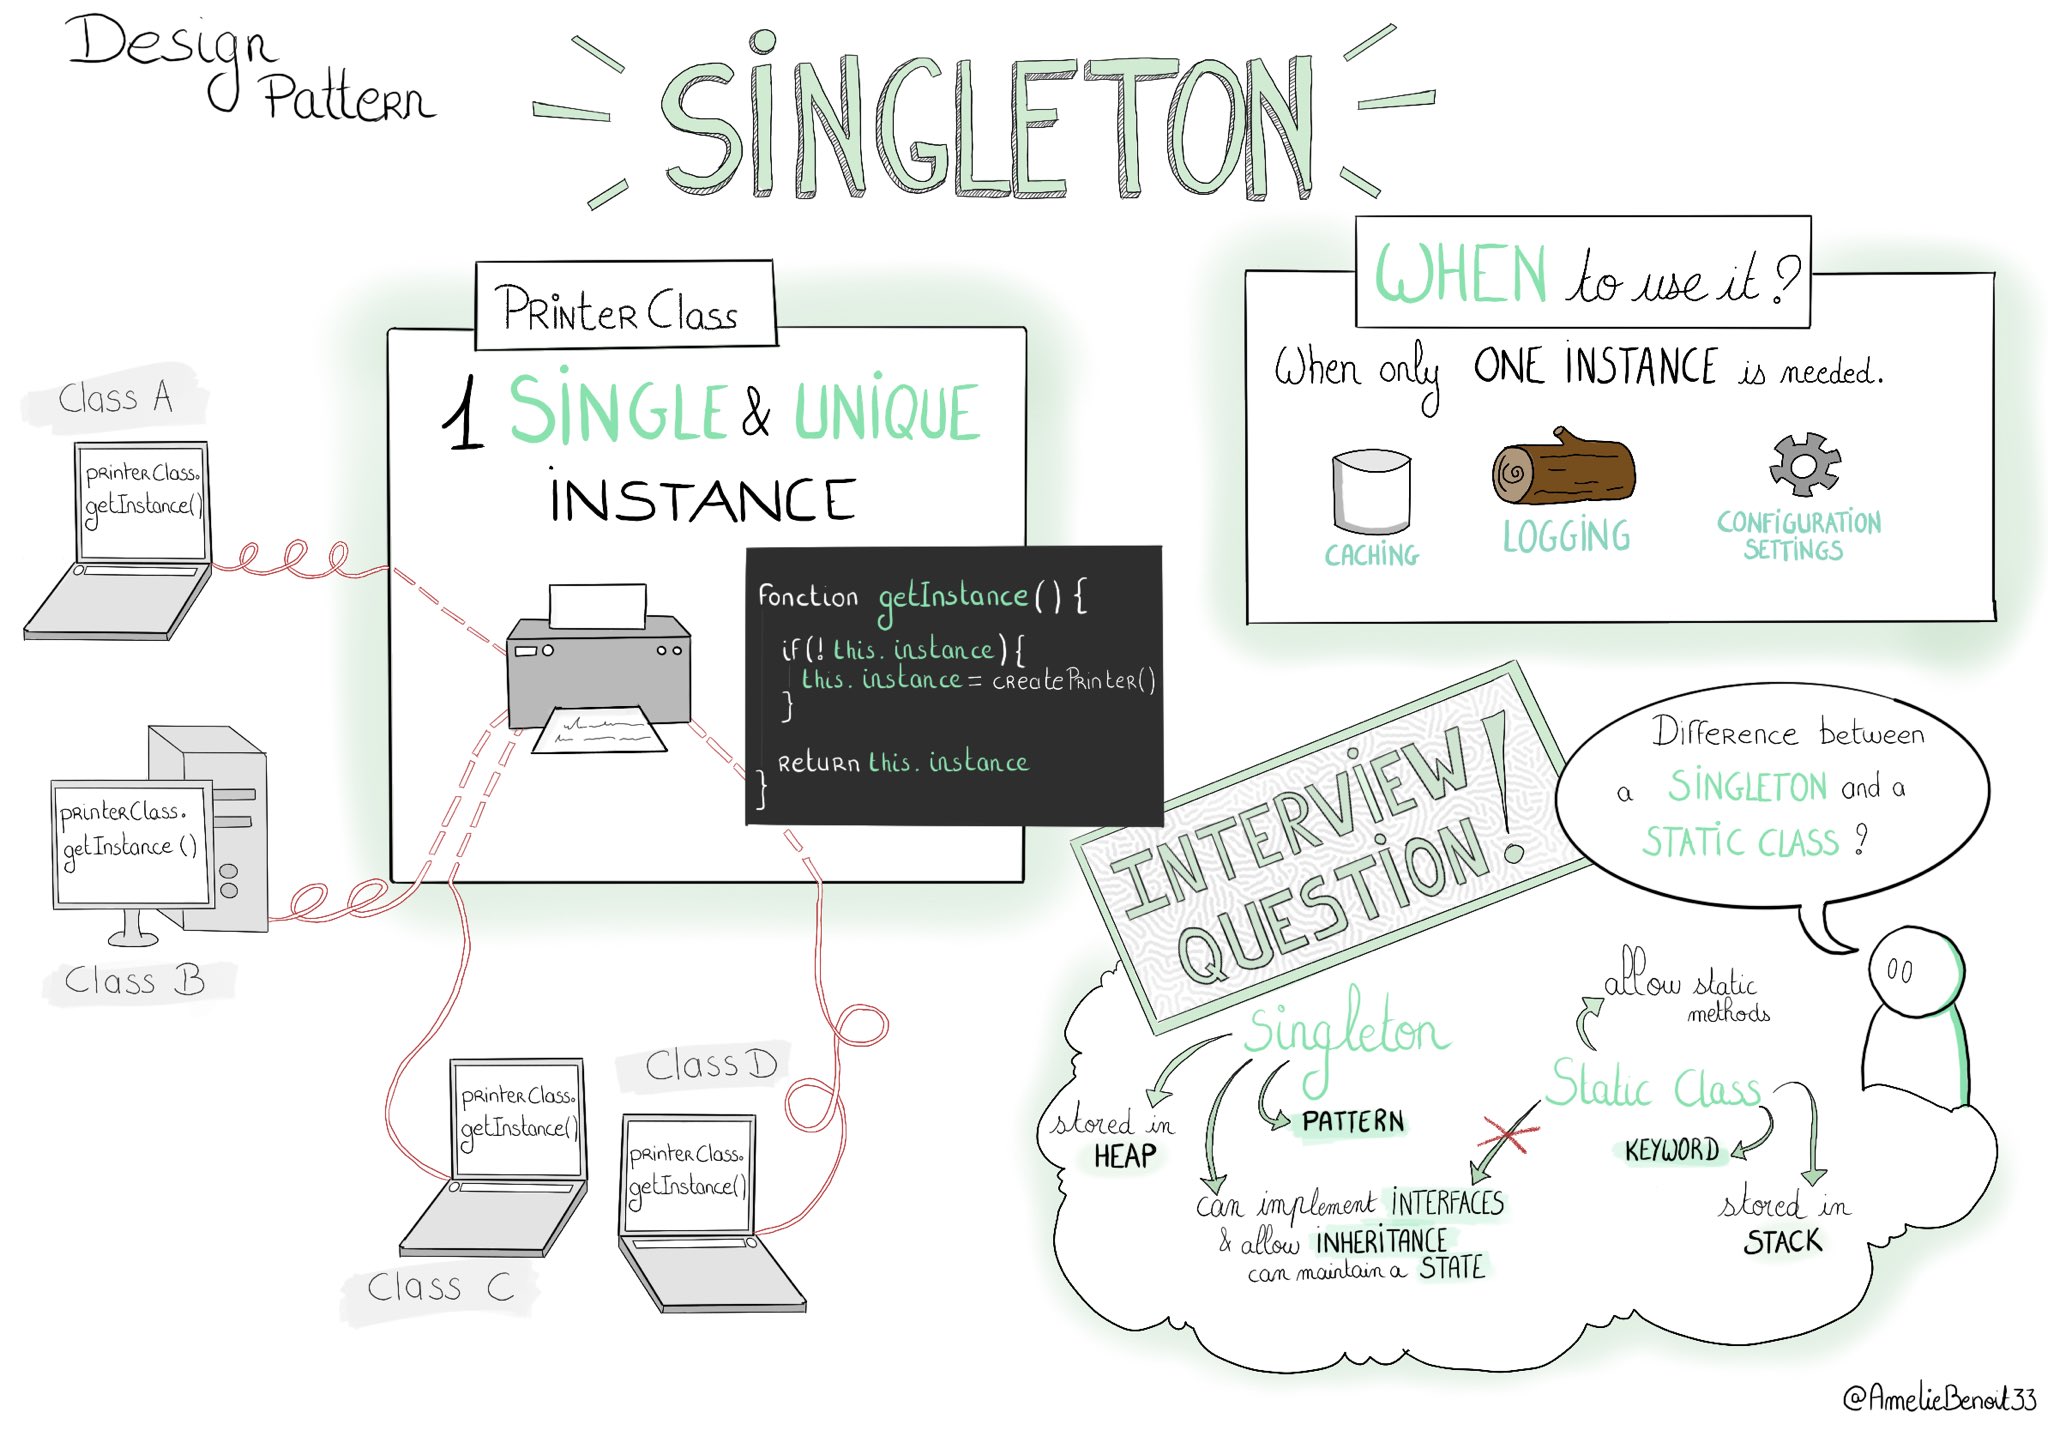 Design
Pattern
SINGLETON
Printer Class
1 SINGLE & UNIQUE
INSTANCE
Class A
printerClass.
getInstance()
fonction getInstance() {
if(! this. instance) {
this. instance = createPrinter()
}
return this. instance
}
printerClass.
getInstance ()
Class B
printerClass.
getInstance()
Class C
Class D
printerClass.
getInstance()
WHEN to use it?
When only ONE INSTANCE is needed.
CACHING
LOGGING
CONFIGURATION
SETTINGS
INTERVIEW
QUESTION!
Difference between
a SINGLETON and a
STATIC CLASS ?
Singleton
stored in
HEAP
PATTERN
can implement INTERFACES
& allow INHERITANCE
can maintain a STATE
allow static
methods
Static Class
KEYWORD
stored in
STACK
@AmelieBenoit33